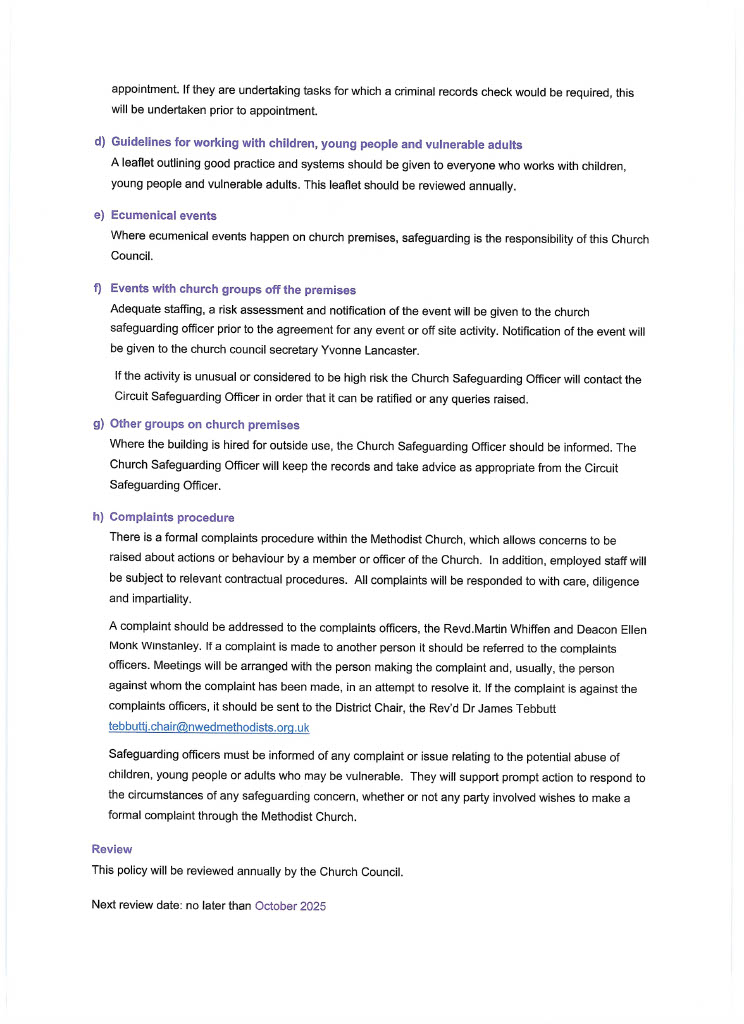 appointment. If they are undertaking tasks for which a criminal records check would be required, this
will be undertaken prior to appointment.
d) Guidelines for working with children, young people and vulnerable adults
A leaflet outlining good practice and systems should be given to everyone who works with children,
young people and vulnerable adults. This leaflet should be reviewed annually.
e) Ecumenical events
Where ecumenical events happen on church premises, safeguarding is the responsibility of this Church
Council.
f) Events with church groups off the premises
Adequate staffing, a risk assessment and notification of the event will be given to the church
safeguarding officer prior to the agreement for any event or off site activity. Notification of the event will
be given to the church council secretary Yvonne Lancaster.
If the activity is unusual or considered to be high risk the Church Safeguarding Officer will contact the
Circuit Safeguarding Officer in order that it can be ratified or any queries raised.
g) Other groups on church premises
Where the building is hired for outside use, the Church Safeguarding Officer should be informed. The
Church Safeguarding Officer will keep the records and take advice as appropriate from the Circuit
Safeguarding Officer.
h) Complaints procedure
There is a formal complaints procedure within the Methodist Church, which allows concerns to be
raised about actions or behaviour by a member or officer of the Church. In addition, employed staff will
be subject to relevant contractual procedures. All complaints will be responded to with care, diligence
and impartiality.
A complaint should be addressed to the complaints officers, the Revd.Martin Whiffen and Deacon Ellen
Monk Winstanley. If a complaint is made to another person it should be referred to the complaints
officers. Meetings will be arranged with the person making the complaint and, usually, the person
against whom the complaint has been made, in an attempt to resolve it. If the complaint is against the
complaints officers, it should be sent to the District Chair, the Rev'd Dr James Tebbutt
tebbuttj.chair@nwedmethodists.org.uk
Safeguarding officers must be informed of any complaint or issue relating to the potential abuse of
children, young people or adults who may be vulnerable. They will support prompt action to respond to
the circumstances of any safeguarding concern, whether or not any party involved wishes to make a
formal complaint through the Methodist Church.
Review
This policy will be reviewed annually by the Church Council.
Next review date: no later than October 2025